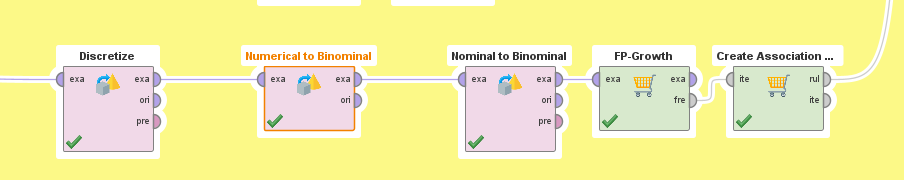 Discretize
exa exa
ori
pre
Numerical to Binominal
exa exa
ori
Nominal to Binominal
exa exa
ori
pre
FP-Growth
exa exa
fre
Create Association ...
ite rul
ite